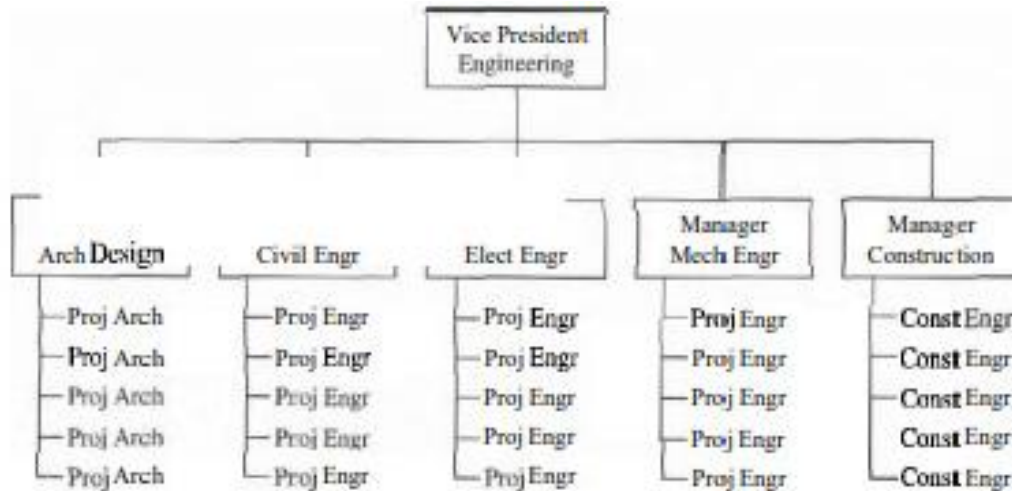 Vice President
Engineering
Arch Design
Civil Engr
Elect Engr
Manager
Mech Engr
Manager
Construction
Proj Arch
Proj Engr
Proj Engr
Proj Engr
Const Engr
Proj Arch
Proj Engr
Proj Engr
Proj Engr
Const Engr
Proj Arch
Proj Engr
Proj Engr
Proj Engr
Const Engr
Proj Arch
Proj Engr
Proj Engr
Proj Engr
Const Engr
Proj Arch
Proj Engr
Proj Engr
Proj Engr
Const Engr